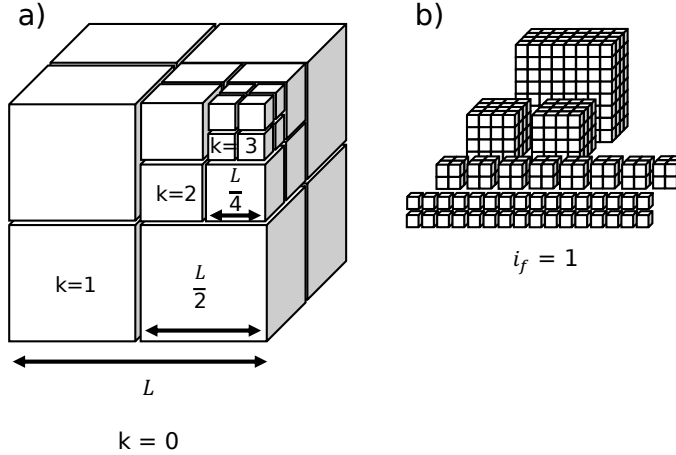 a)
b)
k= 3
k=2
L
4
k=1
L
2
L
k = 0
i_f = 1